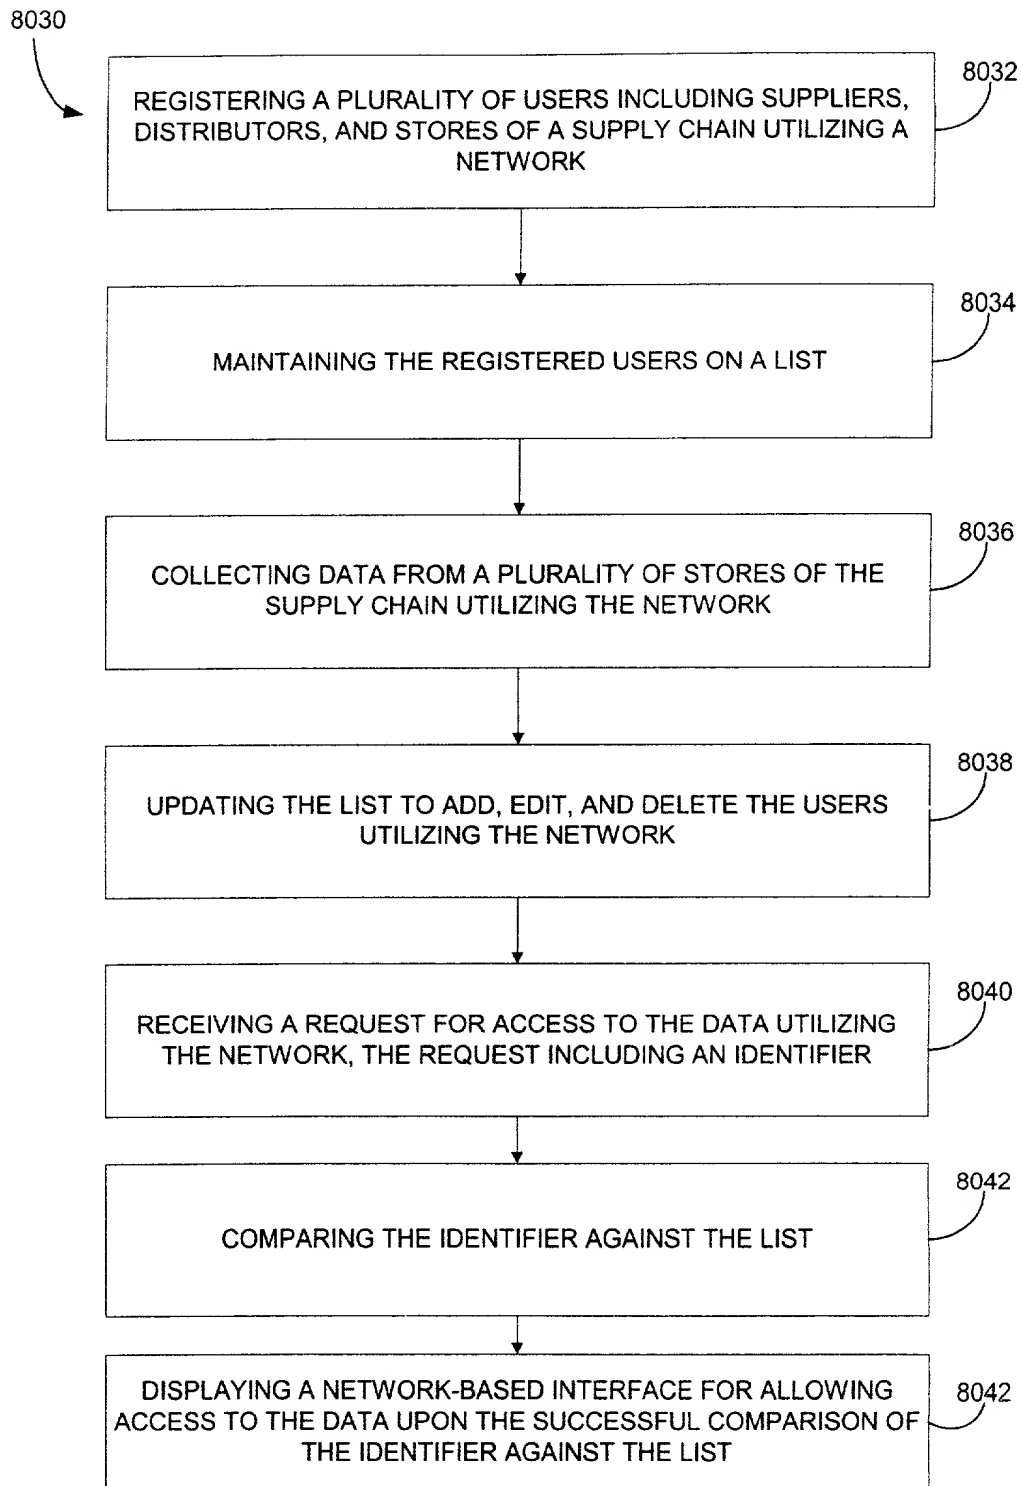 8030
8032
REGISTERING A PLURALITY OF USERS INCLUDING SUPPLIERS,
DISTRIBUTORS, AND STORES OF A SUPPLY CHAIN UTILIZING A
NETWORK
8034
MAINTAINING THE REGISTERED USERS ON A LIST
8036
COLLECTING DATA FROM A PLURALITY OF STORES OF THE
SUPPLY CHAIN UTILIZING THE NETWORK
8038
UPDATING THE LIST TO ADD, EDIT, AND DELETE THE USERS
UTILIZING THE NETWORK
8040
RECEIVING A REQUEST FOR ACCESS TO THE DATA UTILIZING
THE NETWORK, THE REQUEST INCLUDING AN IDENTIFIER
8042
COMPARING THE IDENTIFIER AGAINST THE LIST
8042
DISPLAYING A NETWORK-BASED INTERFACE FOR ALLOWING
ACCESS TO THE DATA UPON THE SUCCESSFUL COMPARISON OF
THE IDENTIFIER AGAINST THE LIST